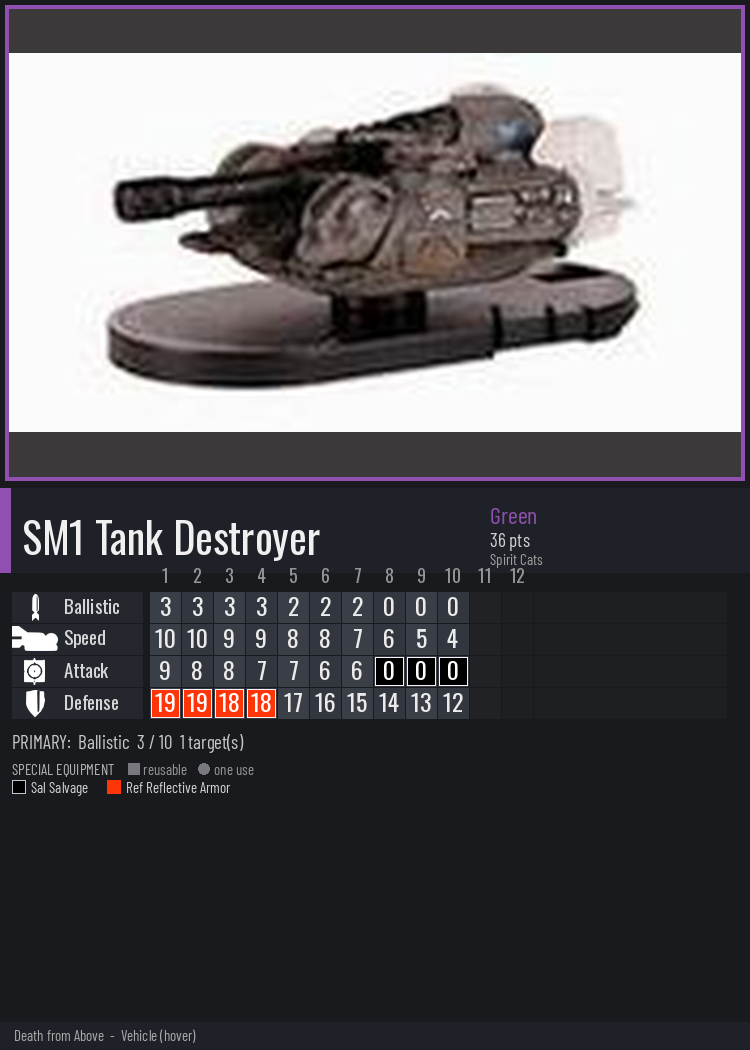 SM1 Tank Destroyer
Green
36 pts
Spirit Cats
1 2 3 4 5 6 7 8 9 10 11 12
Ballistic 3 3 3 3 2 2 2 0 0 0
Speed 10 10 9 9 8 8 7 6 5 4
Attack 9 8 8 7 7 6 6 0 0 0
Defense 19 19 18 18 17 16 15 14 13 12
PRIMARY: Ballistic 3 / 10 1 target(s)
SPECIAL EQUIPMENT reusable one use
Sal Salvage Ref Reflective Armor
Death from Above - Vehicle (hover)